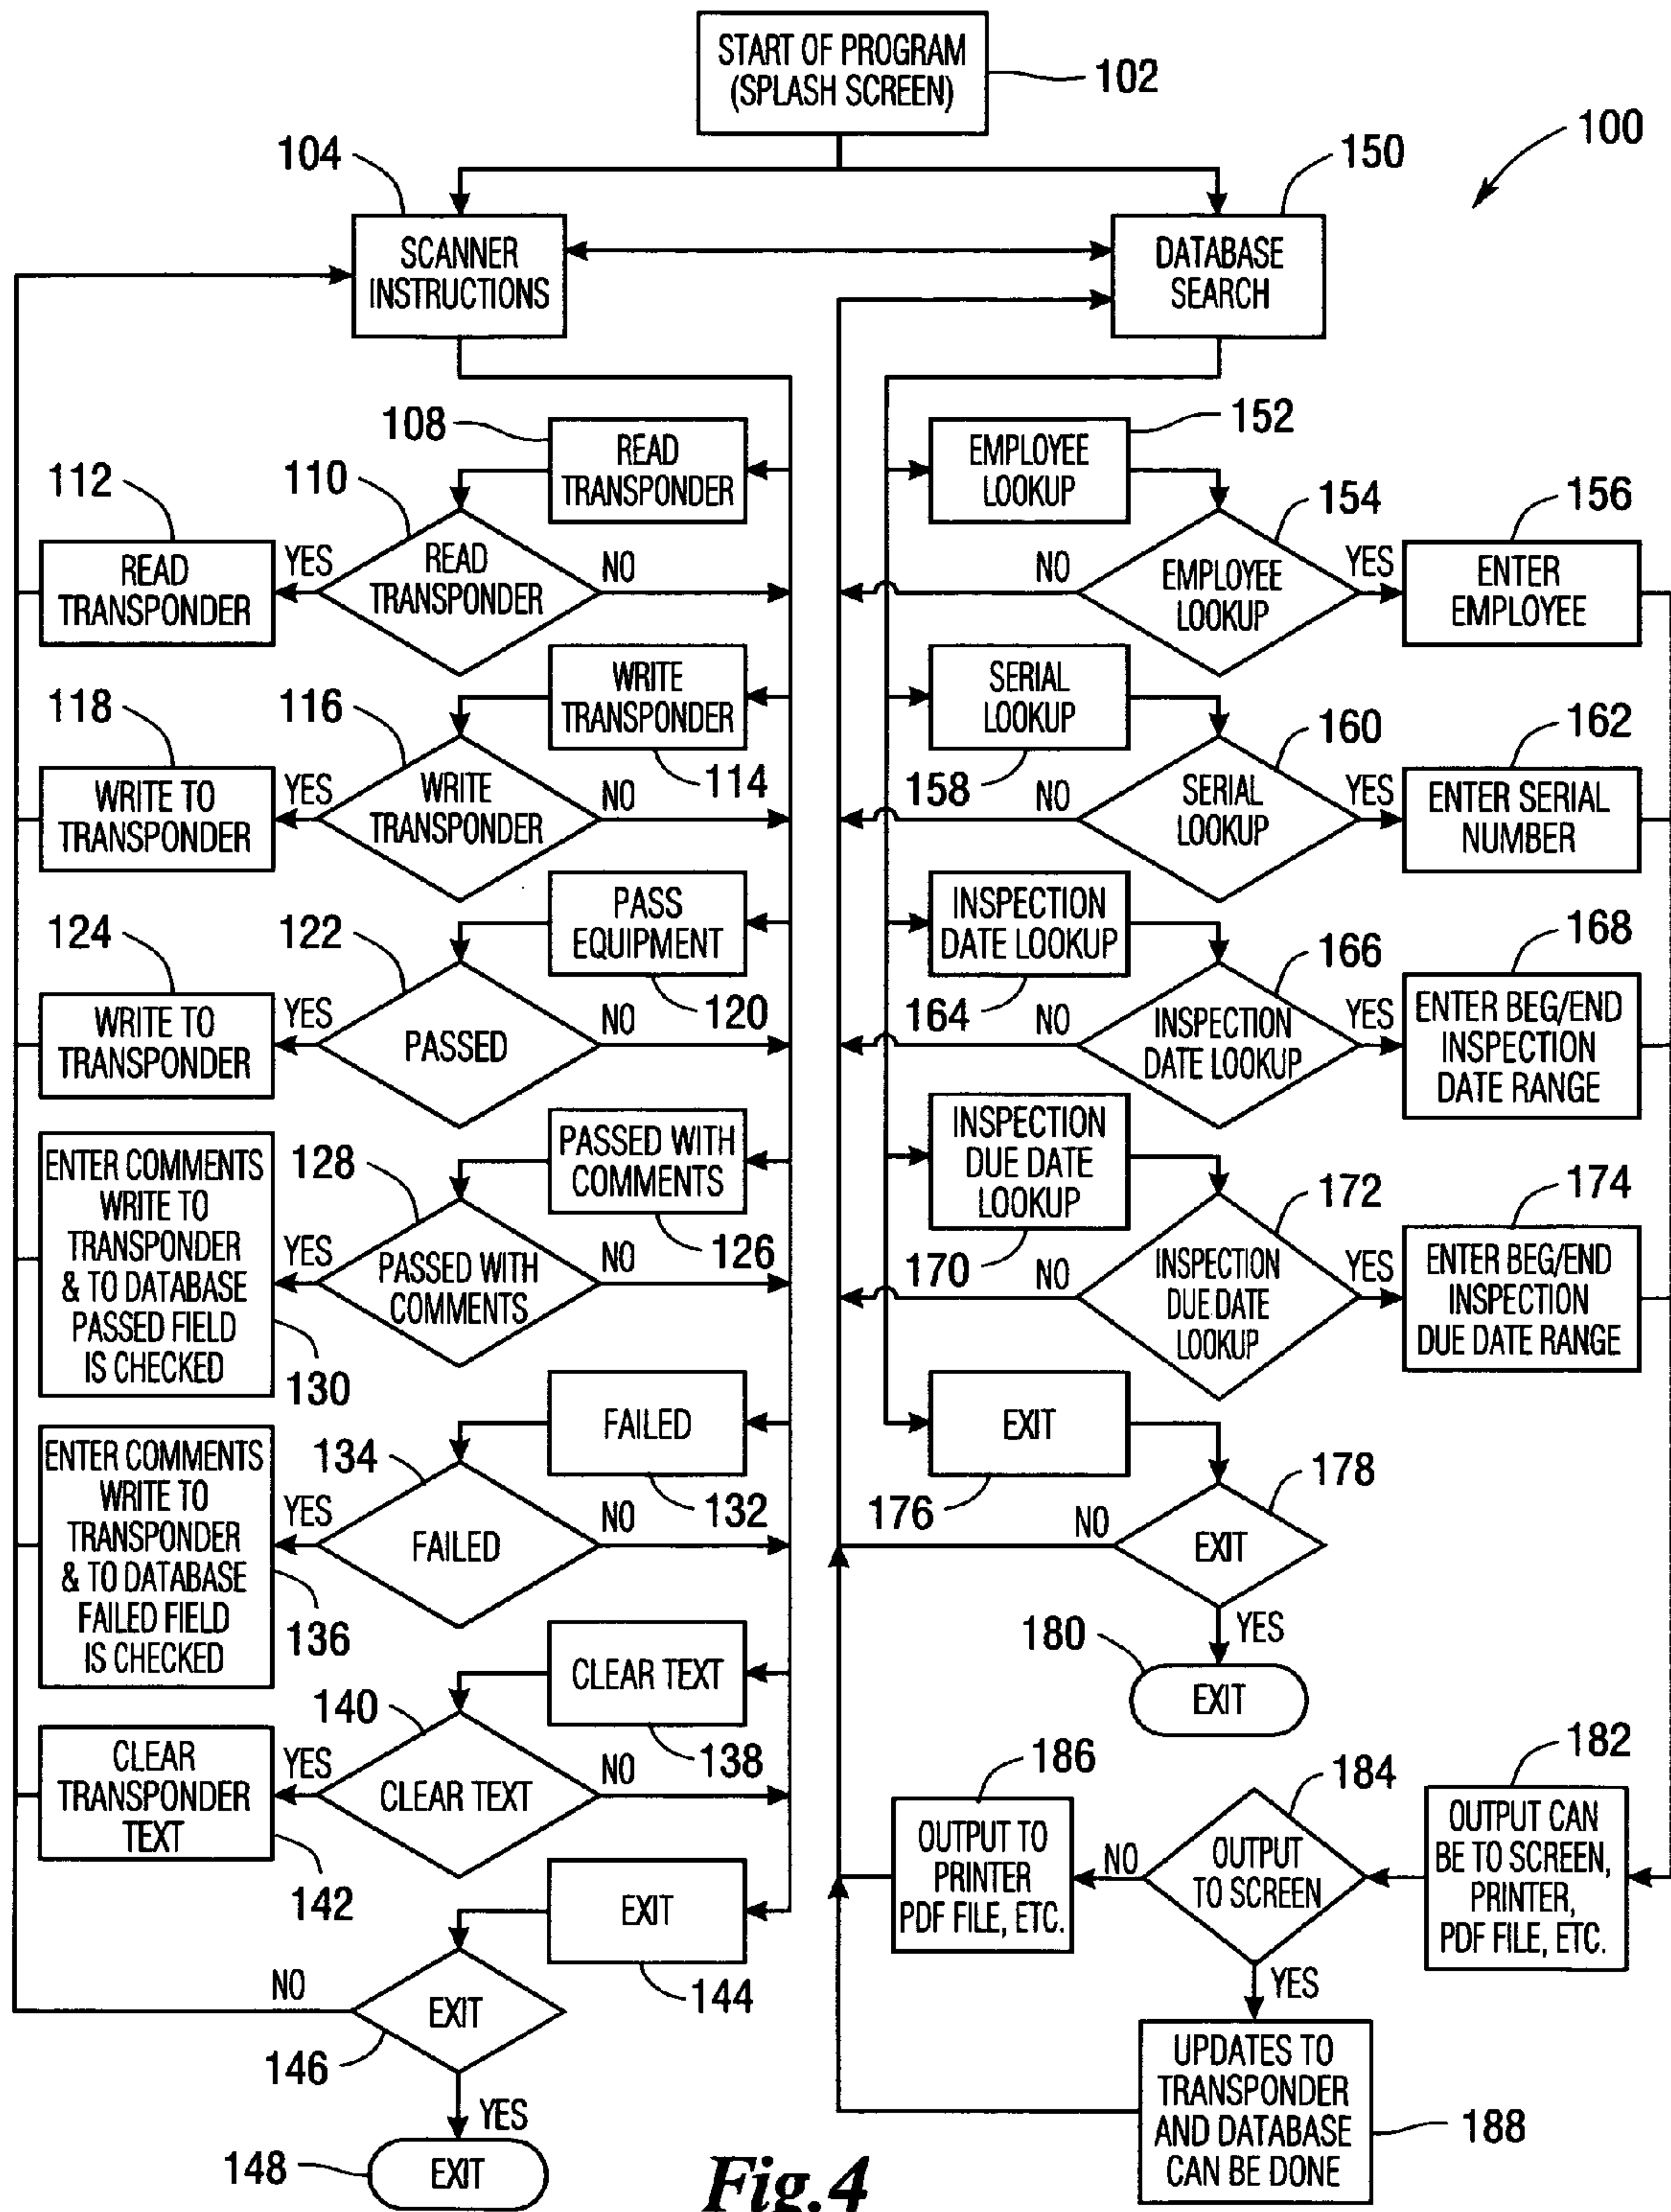 START OF PROGRAM
(SPLASH SCREEN)
102
100
104
150
SCANNER
INSTRUCTIONS
DATABASE
SEARCH
108
READ
TRANSPONDER
112
110
READ
TRANSPONDER
YES
READ
TRANSPONDER
NO
WRITE
TRANSPONDER
114
118
116
WRITE TO
TRANSPONDER
YES
WRITE
TRANSPONDER
NO
PASS
EQUIPMENT
120
124
122
WRITE TO
TRANSPONDER
YES
PASSED
NO
PASSED WITH
COMMENTS
126
128
ENTER COMMENTS
WRITE TO
TRANSPONDER
& TO DATABASE
PASSED FIELD
IS CHECKED
130
YES
PASSED WITH
COMMENTS
NO
FAILED
132
134
ENTER COMMENTS
WRITE TO
TRANSPONDER
& TO DATABASE
FAILED FIELD
IS CHECKED
136
YES
FAILED
NO
CLEAR TEXT
138
140
CLEAR
TRANSPONDER
TEXT
142
YES
CLEAR TEXT
NO
EXIT
144
NO
EXIT
146
YES
148
EXIT
EMPLOYEE
LOOKUP
152
154
156
NO
EMPLOYEE
LOOKUP
YES
ENTER
EMPLOYEE
SERIAL
LOOKUP
158
160
162
NO
SERIAL
LOOKUP
YES
ENTER SERIAL
NUMBER
INSPECTION
DATE LOOKUP
164
166
168
NO
INSPECTION
DATE LOOKUP
YES
ENTER BEG/END
INSPECTION
DATE RANGE
INSPECTION
DUE DATE
LOOKUP
170
172
174
NO
INSPECTION
DUE DATE
LOOKUP
YES
ENTER BEG/END
INSPECTION
DUE DATE RANGE
EXIT
176
178
NO
EXIT
YES
180
EXIT
182
OUTPUT CAN
BE TO SCREEN,
PRINTER,
PDF FILE, ETC.
184
OUTPUT
TO SCREEN
NO
186
OUTPUT TO
PRINTER
PDF FILE, ETC.
YES
UPDATES TO
TRANSPONDER
AND DATABASE
CAN BE DONE
188
Fig.4